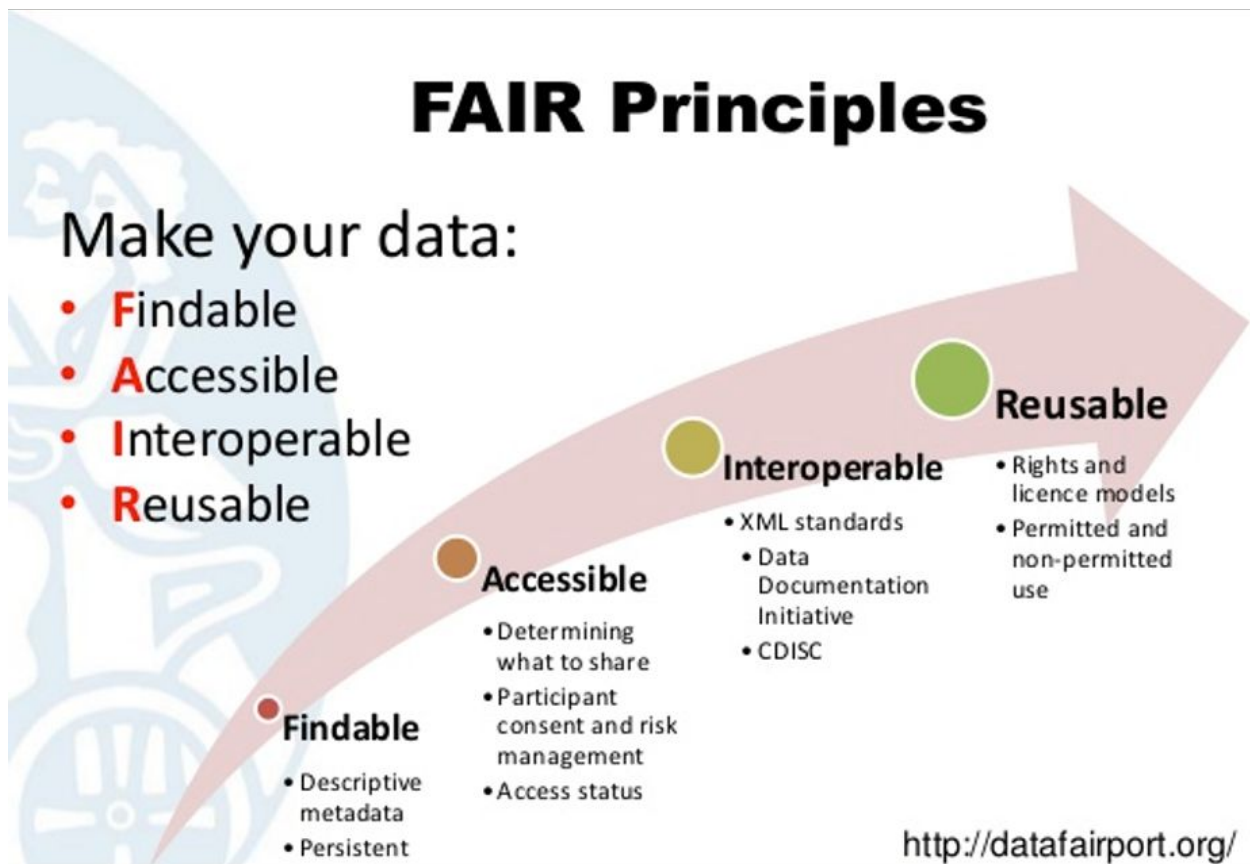 FAIR Principles
Make your data:
• Findable
• Accessible
• Interoperable
• Reusable
Findable
• Descriptive
metadata
• Persistent
Accessible
• Determining
what to share
• Participant
consent and risk
management
• Access status
Interoperable
• XML standards
• Data
Documentation
Initiative
• CDISC
Reusable
• Rights and
licence models
• Permitted and
non-permitted
use
http://datafairport.org/